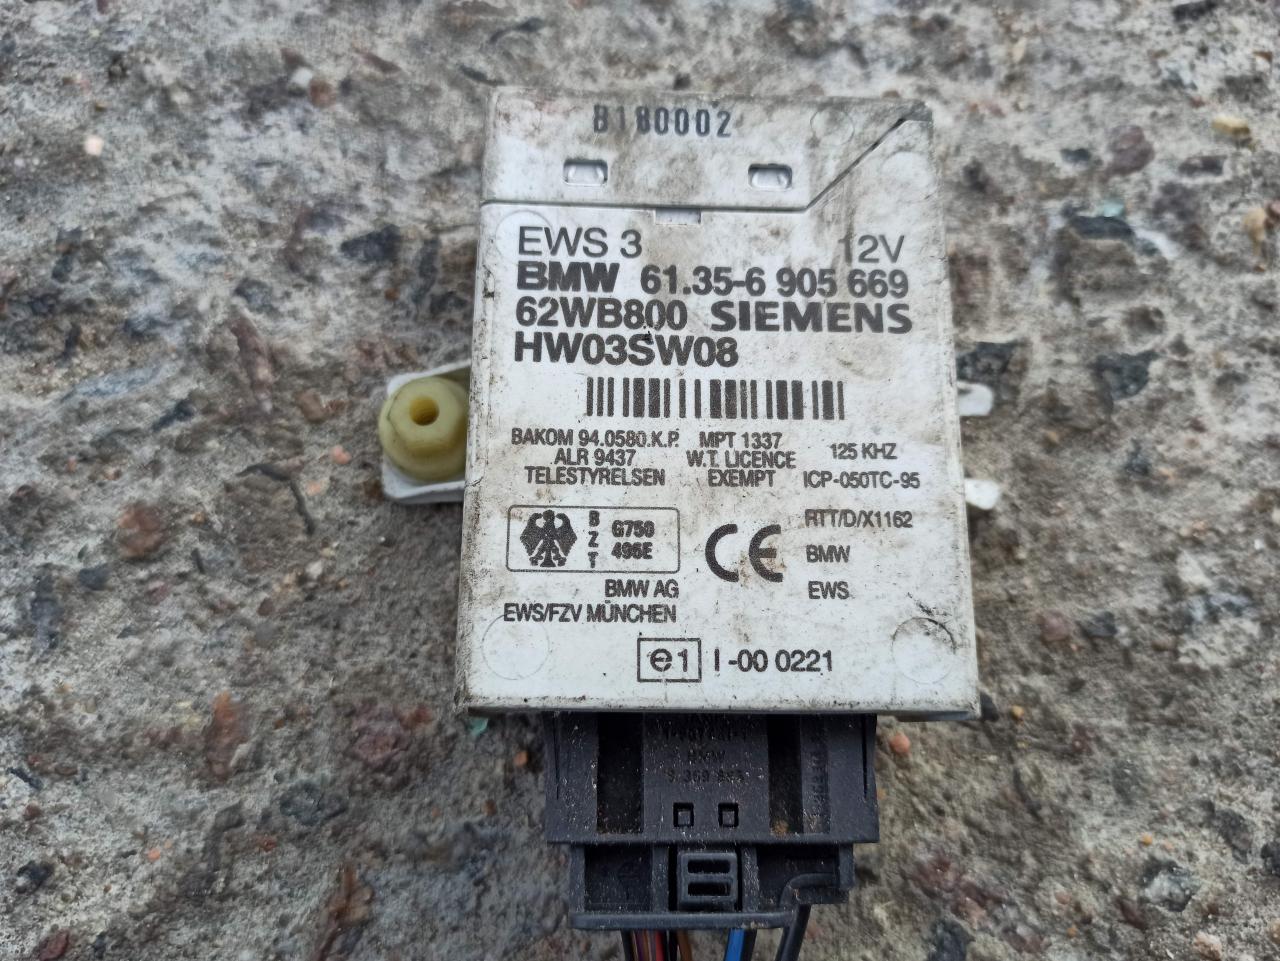 B180002
EWS 3 12V
BMW 61.35-6 905 669
62WB800 SIEMENS
HW03SW08
BAKOM 94.0580.K.P. MPT 1337 125 KHZ
ALR 9437 W.T. LICENCE
TELESTYRELSEN EXEMPT ICP-050TC-95
RTT/D/X1162
B Z T G750 495E
BMW
BMW AG EWS
EWS/FZV MÜNCHEN
e1 I-00 0221
BMW